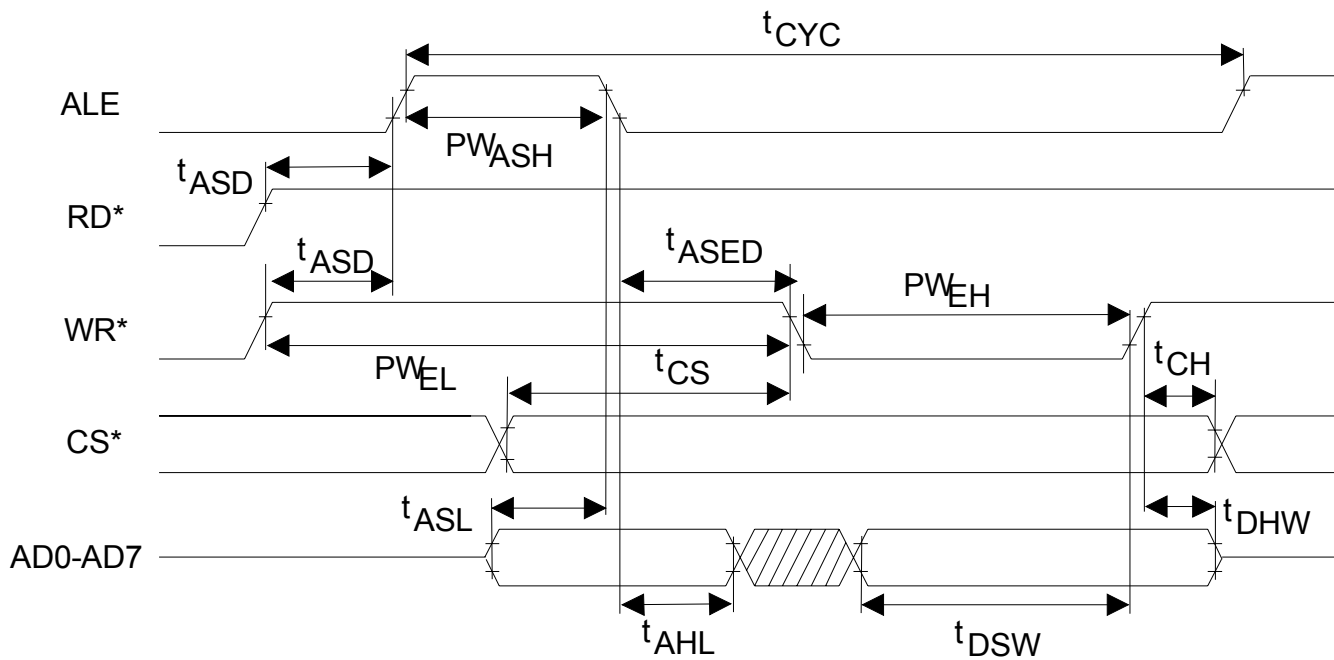 tCYC
ALE
PWASH
tASD
RD*
tASD
tASED
PWEH
WR*
tCH
PWEL
tCS
CS*
tASL
tDHW
AD0-AD7
tAHL
tDSW